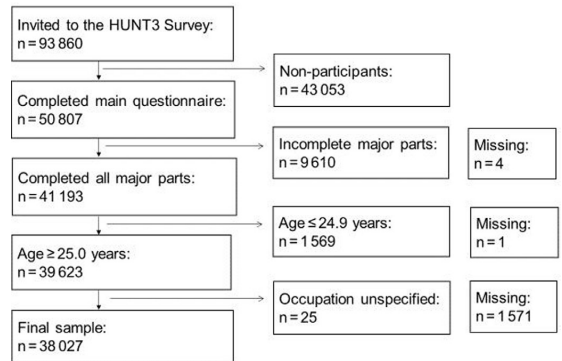 Invited to the HUNT3 Survey:
n = 93 860
Non-participants:
n = 43 053
Completed main questionnaire:
n = 50 807
Incomplete major parts:
n = 9 610
Missing:
n = 4
Completed all major parts:
n = 41 193
Age ≤ 24.9 years:
n = 1 569
Missing:
n = 1
Age ≥ 25.0 years:
n = 39 623
Occupation unspecified:
n = 25
Missing:
n = 1 571
Final sample:
n = 38 027